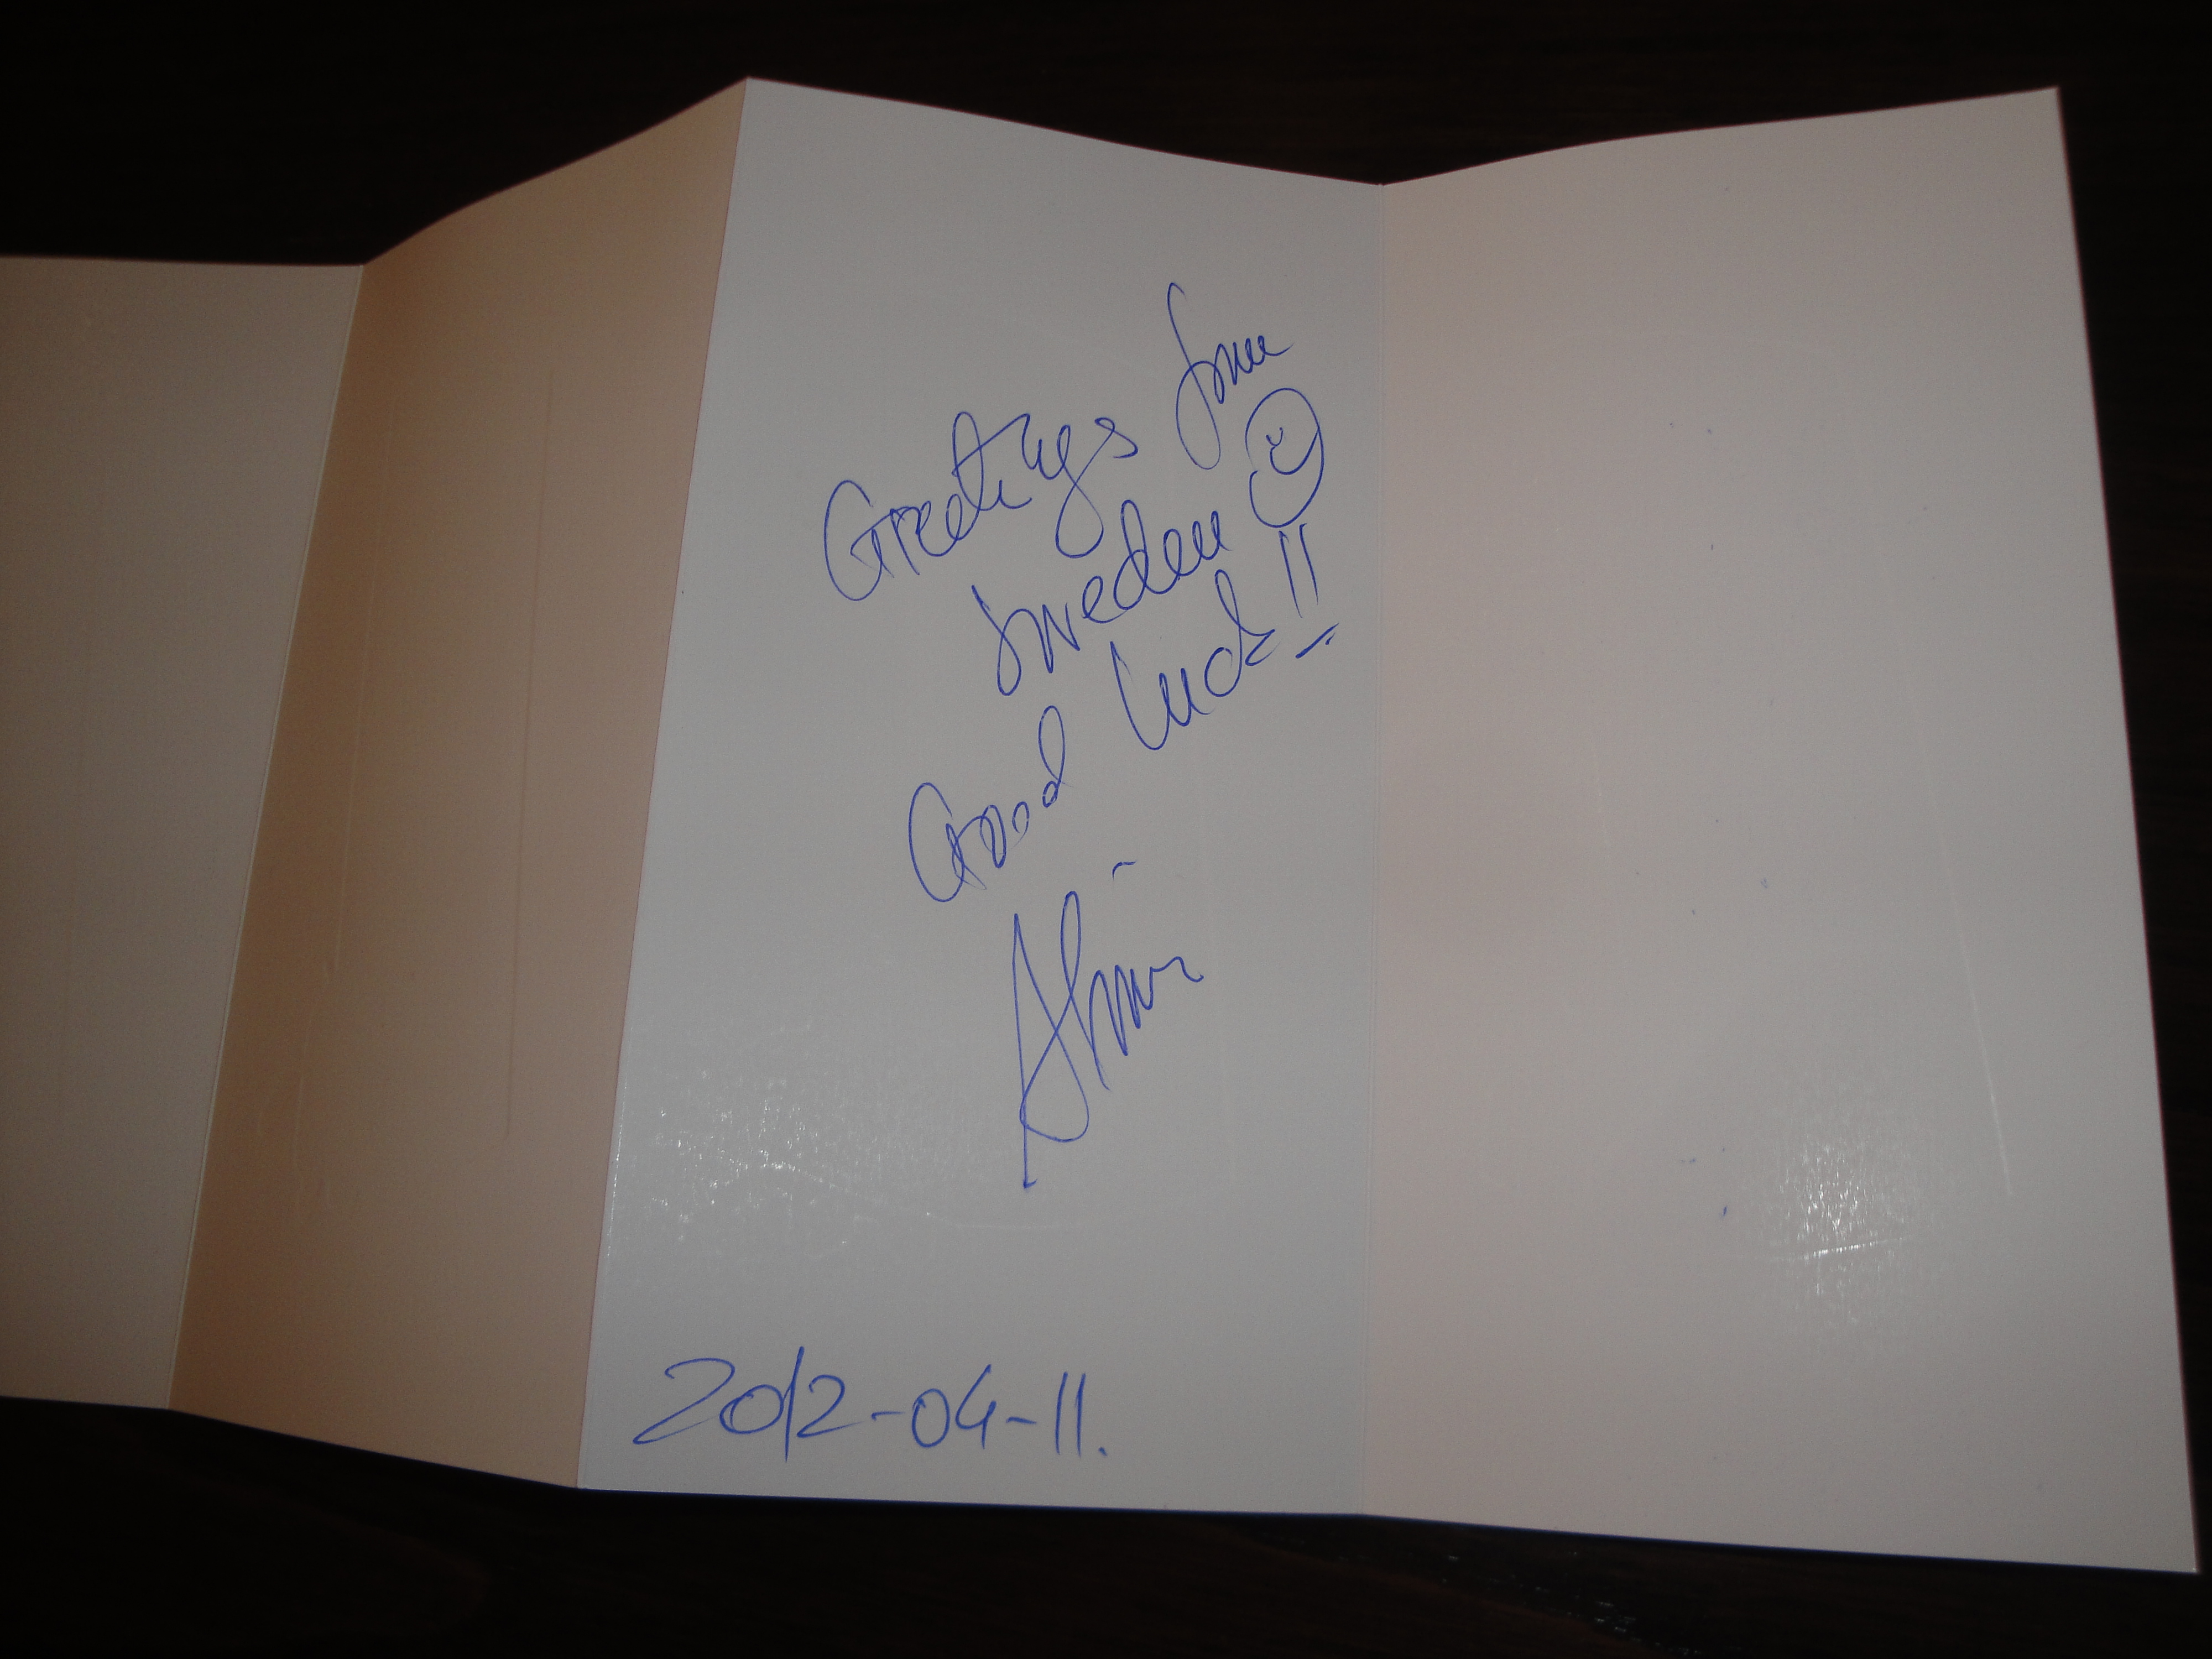 Greetings from
Sweden
Good luck!!
2012-04-11.